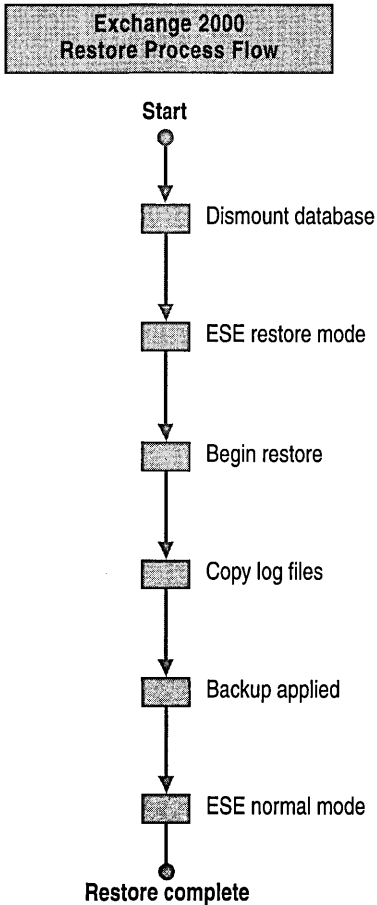 Exchange 2000
Restore Process Flow
Start
Dismount database
ESE restore mode
Begin restore
Copy log files
Backup applied
ESE normal mode
Restore complete